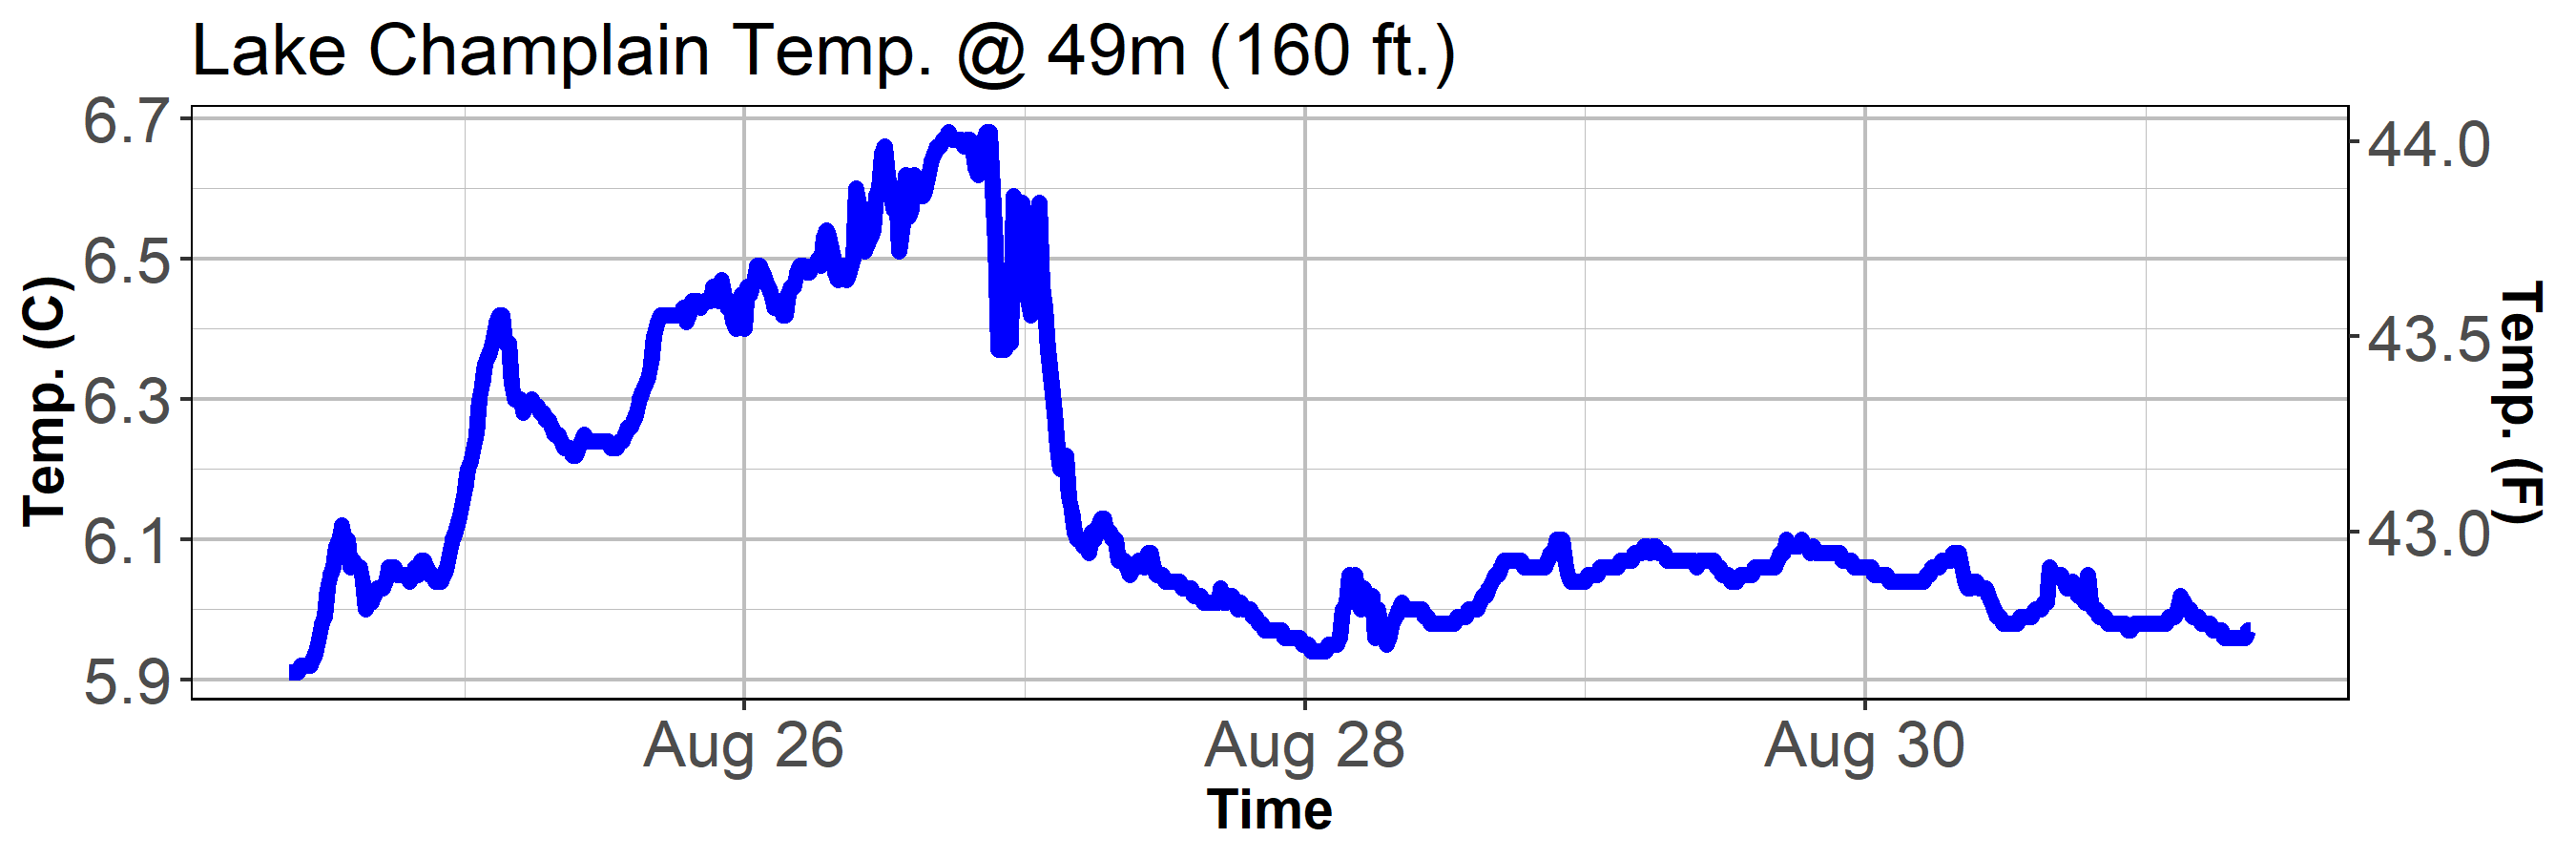 Lake Champlain Temp. @ 49m (160 ft.)
6.7
6.5
6.3
6.1
5.9
Temp. (C)
44.0
43.5
43.0
Temp. (F)
Aug 26
Aug 28
Aug 30
Time